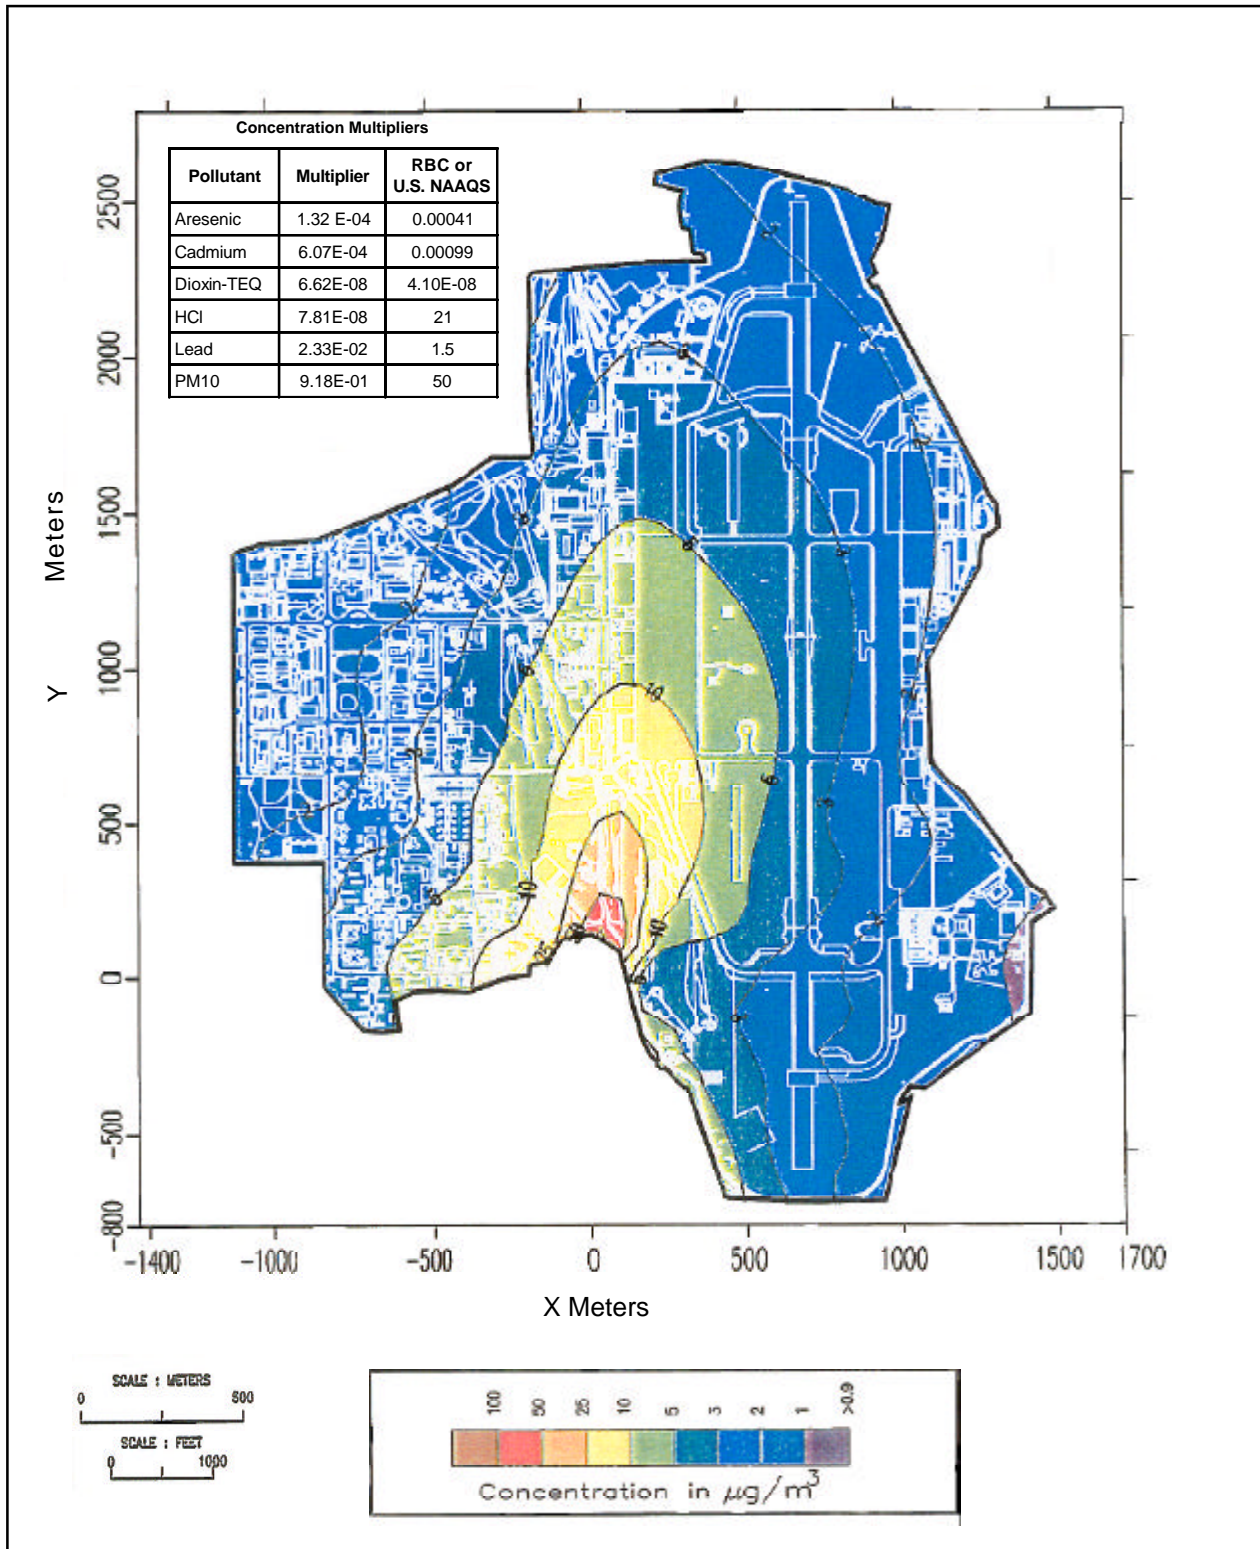 Concentration Multipliers
Pollutant Multiplier RBC or U.S. NAAQS
Aresenic 1.32 E-04 0.00041
Cadmium 6.07E-04 0.00099
Dioxin-TEQ 6.62E-08 4.10E-08
HCl 7.81E-08 21
Lead 2.33E-02 1.5
PM10 9.18E-01 50
2500
2000
1500
1000
500
0
-500
-800
Y Meters
10
10
10
25
-1400 -1000 -500 0 500 1000 1500 1700
X Meters
SCALE : METERS
0 500
SCALE : FEET
0 1000
100 50 25 10 5 3 2 1 >0.9
Concentration in μg/m³